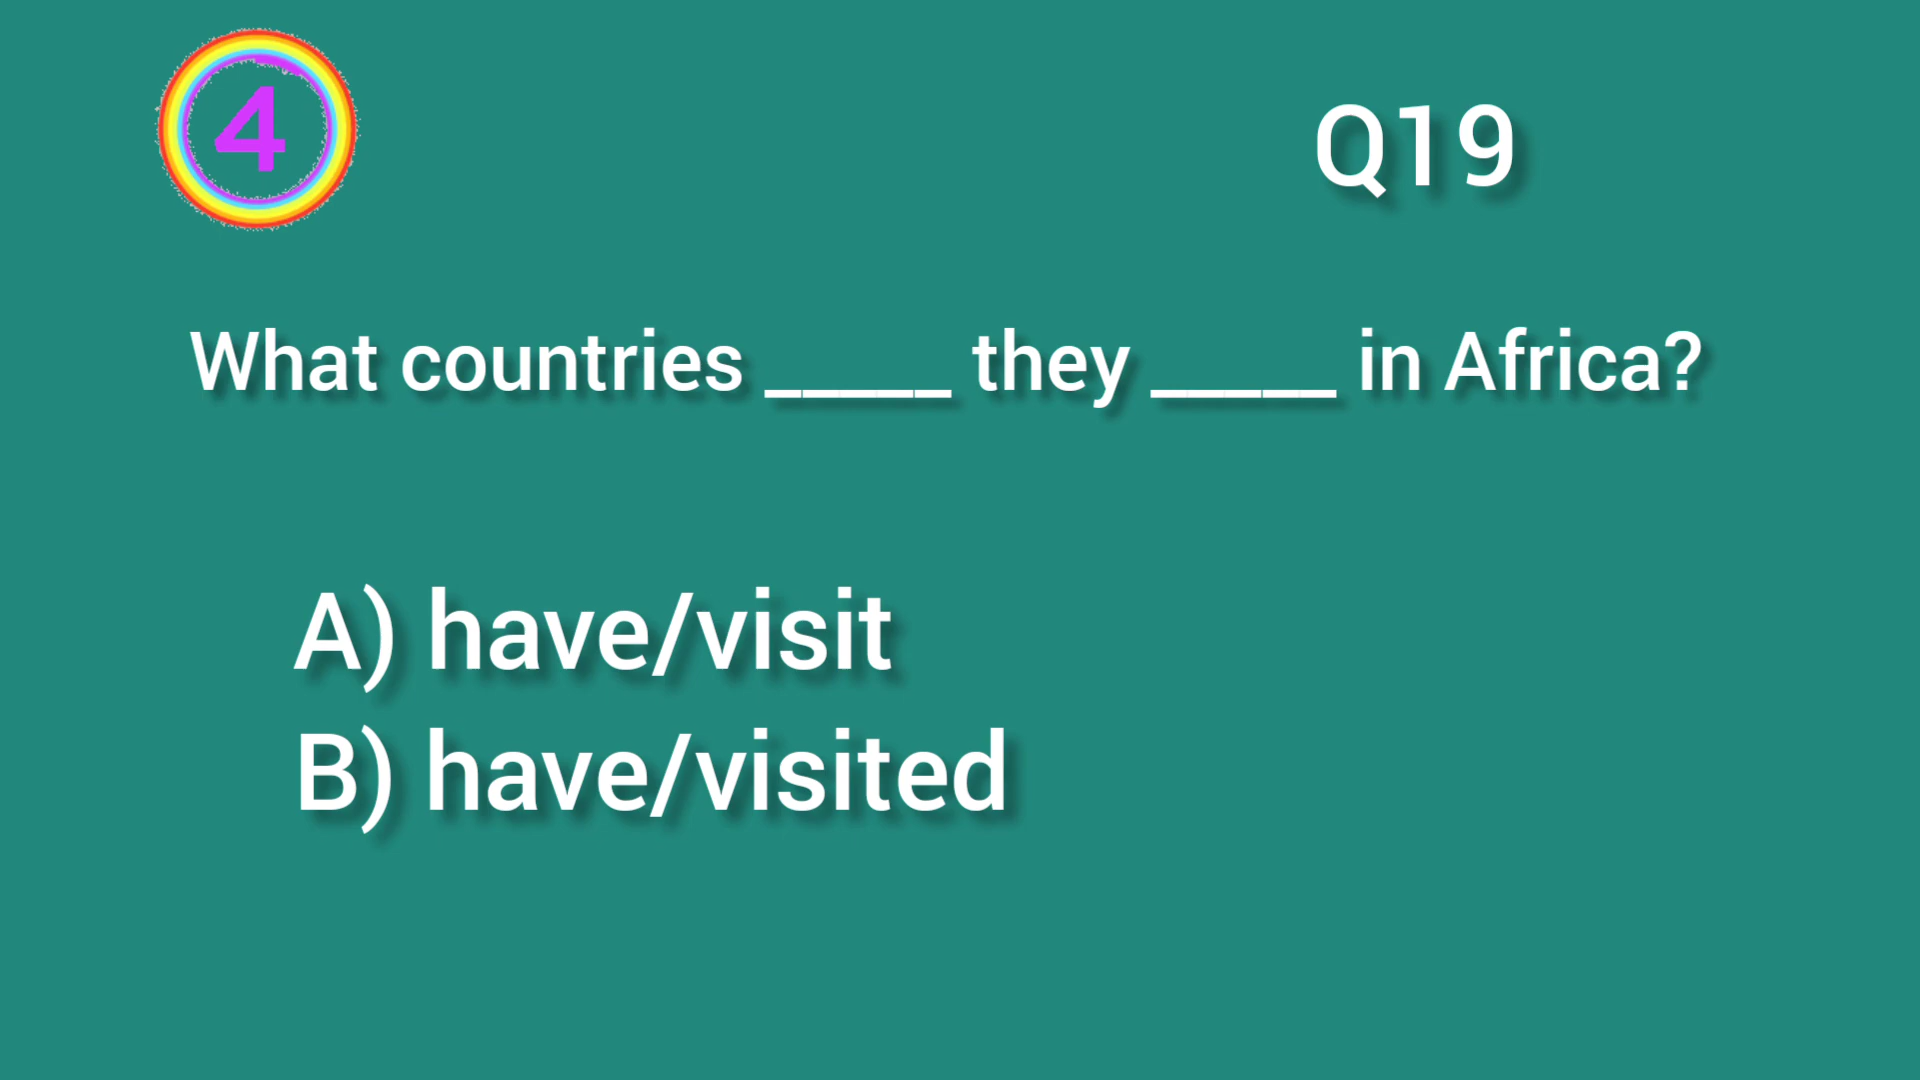 4
Q19
What countries _____ they _____ in Africa?
A) have/visit
B) have/visited